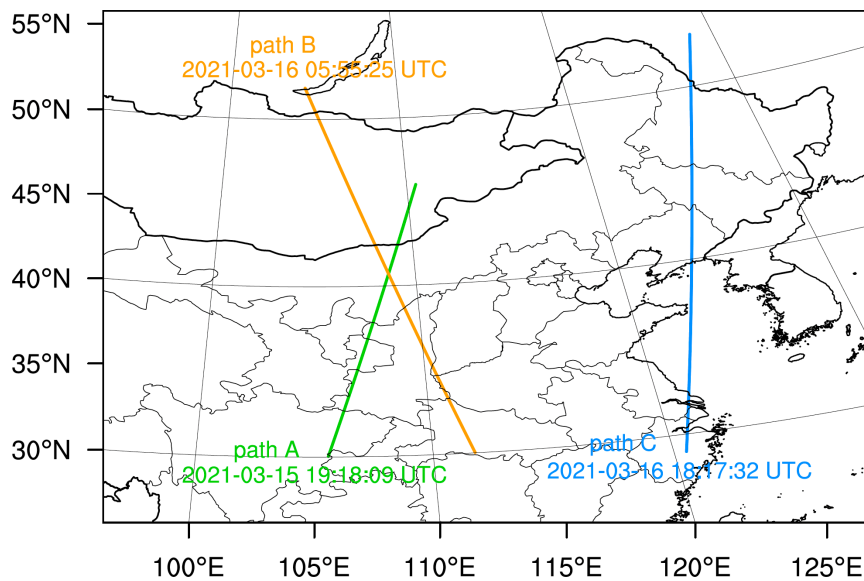 55°N
50°N
45°N
40°N
35°N
30°N
path B
2021-03-16 05:55:25 UTC
path A
2021-03-15 19:18:09 UTC
path C
2021-03-16 18:17:32 UTC
100°E
105°E
110°E
115°E
120°E
125°E